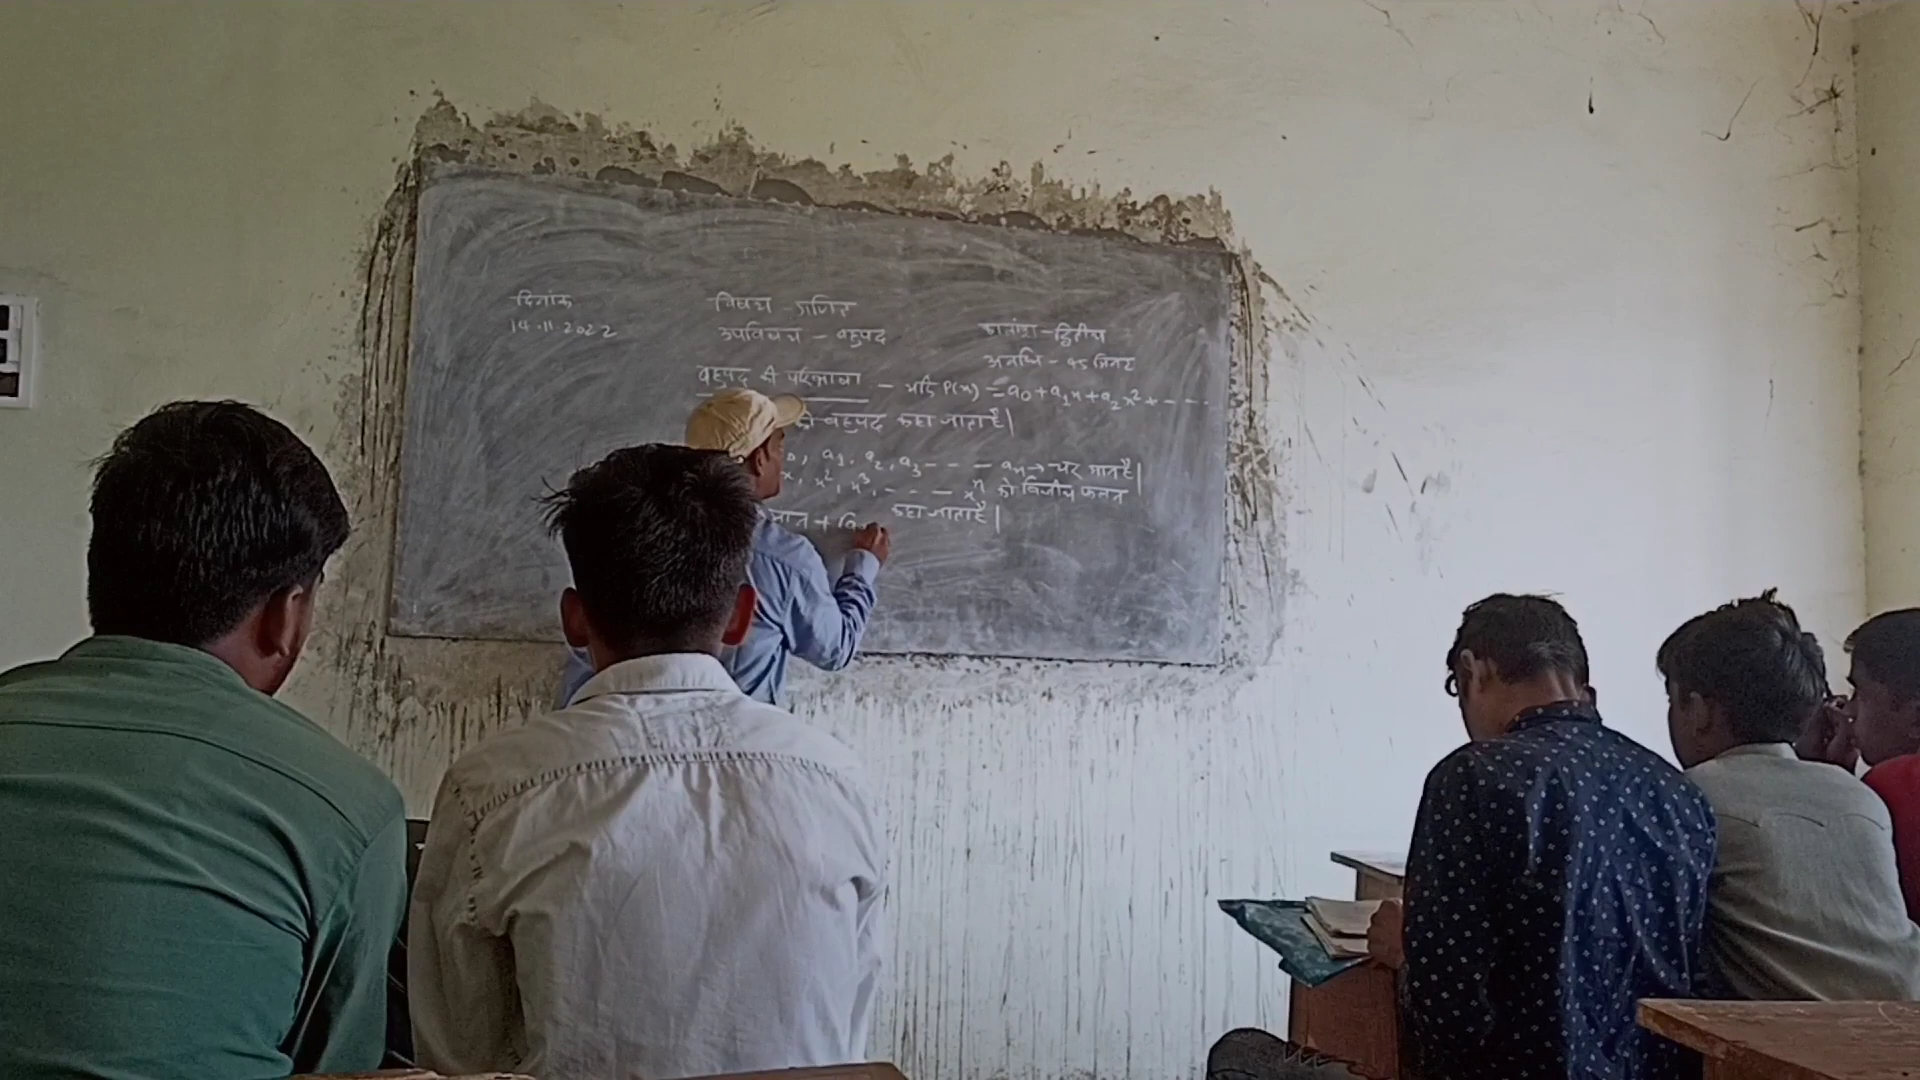 दिनांक
14.11.2022
विषय - गणित
उपविषय - बहुपद
कालांश - द्वितीय
अवधि - 45 मिनट
बहुपद की परिभाषा - यदि P(x) = a₀ + a₁x + a₂x² + - - -
को बहुपद कहा जाता है|
, a₁, a₂, a₃ - - - aₙ → चर मान है|
x, x², x³, - - - xⁿ को विजीय फलन
कहा जाता है|
मान +